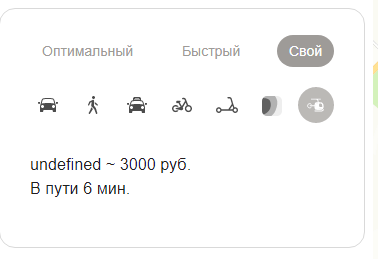 Оптимальный Быстрый Свой
undefined ~ 3000 руб.
В пути 6 мин.